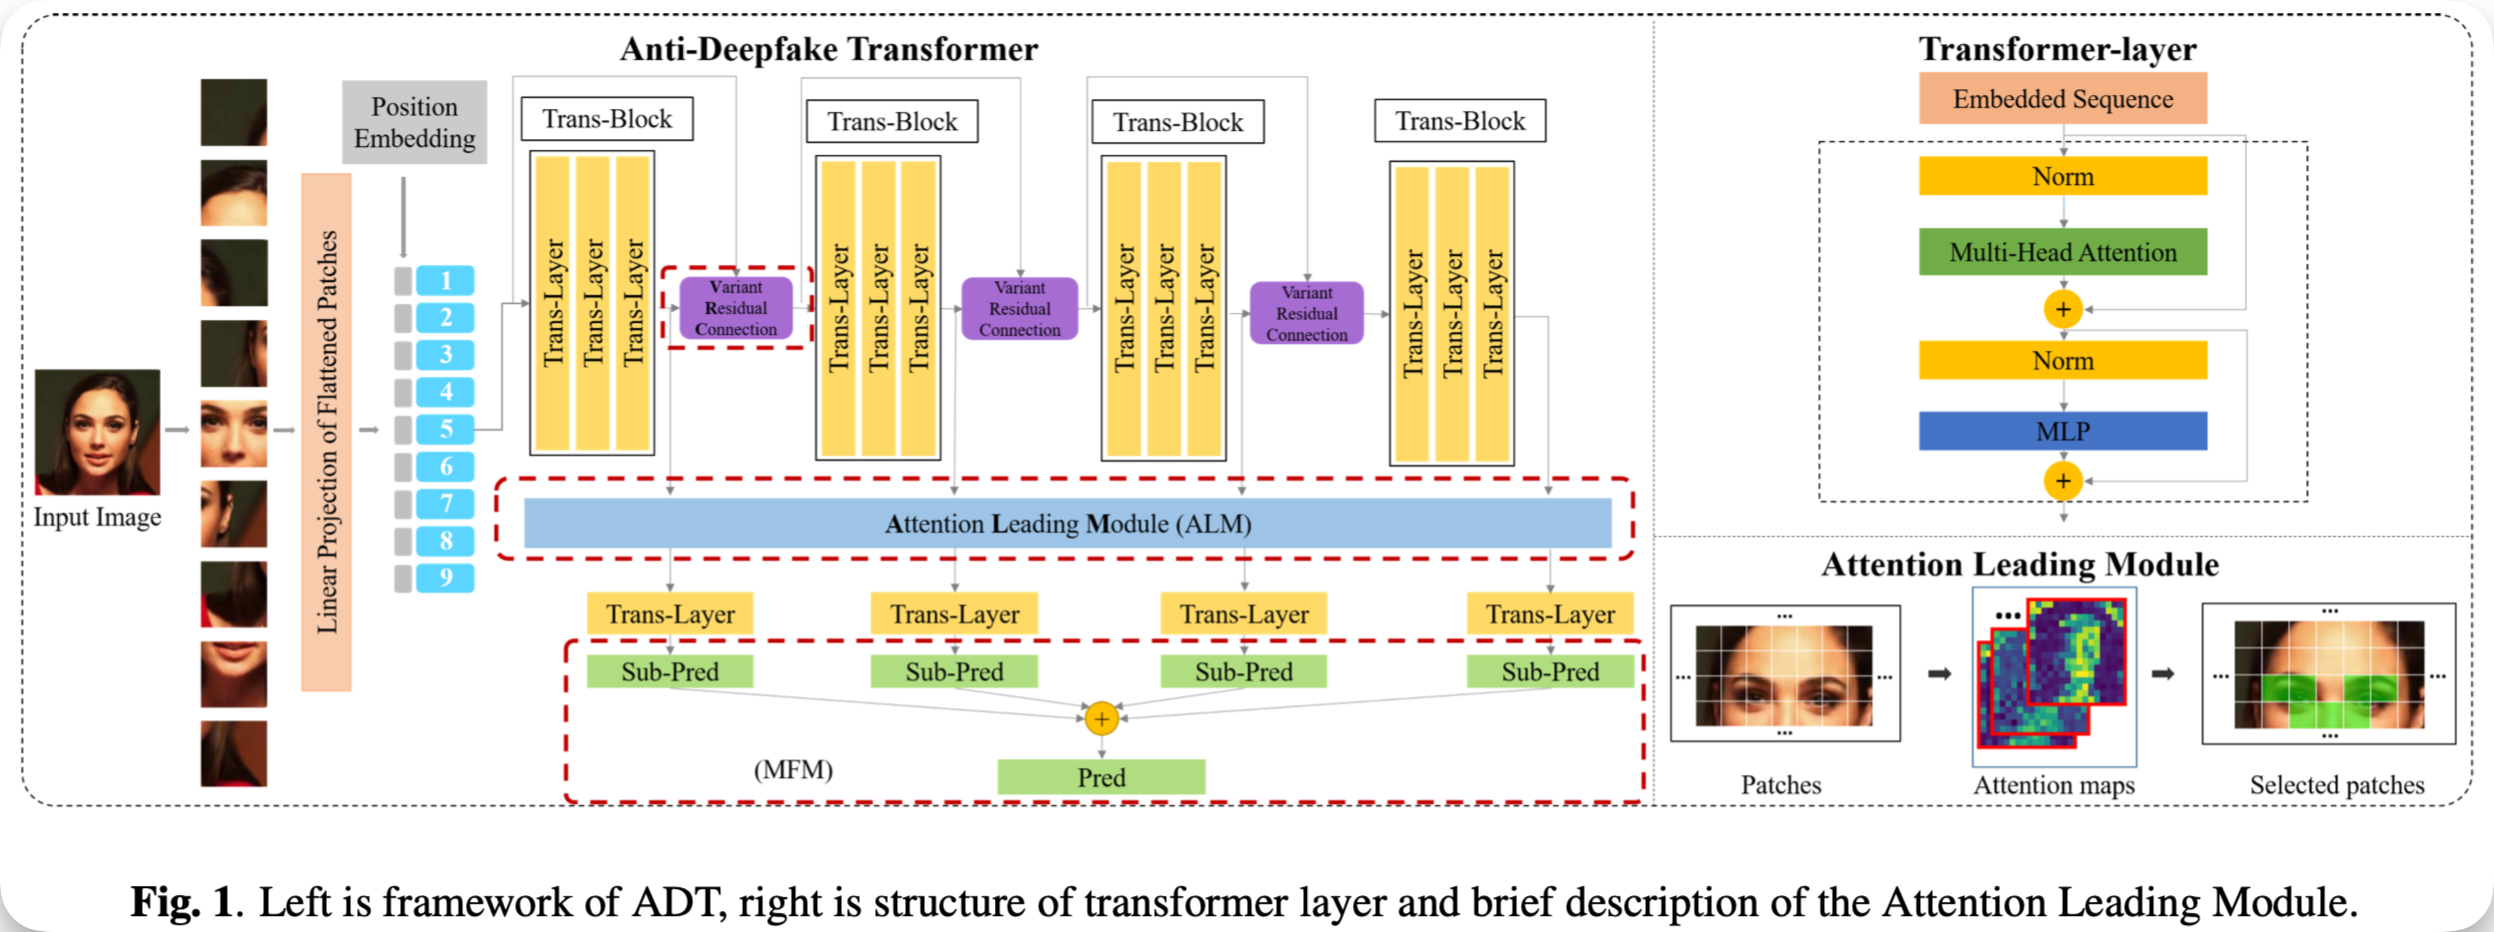 Anti-Deepfake Transformer
Position
Embedding
Trans-Block
Trans-Block
Trans-Block
Trans-Block
Linear Projection of Flattened Patches
1
2
3
4
5
6
7
8
9
Trans-Layer
Trans-Layer
Trans-Layer
Variant
Residual
Connection
Trans-Layer
Trans-Layer
Trans-Layer
Variant
Residual
Connection
Trans-Layer
Trans-Layer
Trans-Layer
Variant
Residual
Connection
Trans-Layer
Trans-Layer
Trans-Layer
Input Image
Attention Leading Module (ALM)
Trans-Layer
Trans-Layer
Trans-Layer
Trans-Layer
Sub-Pred
Sub-Pred
Sub-Pred
Sub-Pred
+
(MFM)
Pred
Transformer-layer
Embedded Sequence
Norm
Multi-Head Attention
+
Norm
MLP
+
Attention Leading Module
...
...
...
...
...
...
...
...
...
Patches
Attention maps
Selected patches
Fig. 1. Left is framework of ADT, right is structure of transformer layer and brief description of the Attention Leading Module.